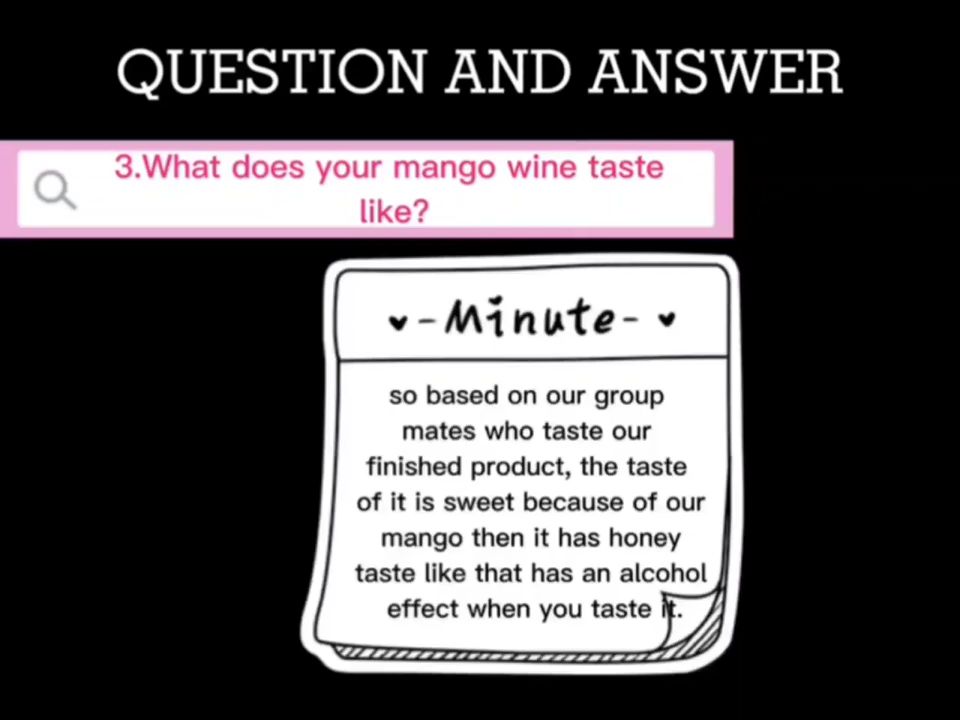 QUESTION AND ANSWER
3.What does your mango wine taste
like?
-Minute-
so based on our group
mates who taste our
finished product, the taste
of it is sweet because of our
mango then it has honey
taste like that has an alcohol
effect when you taste it.